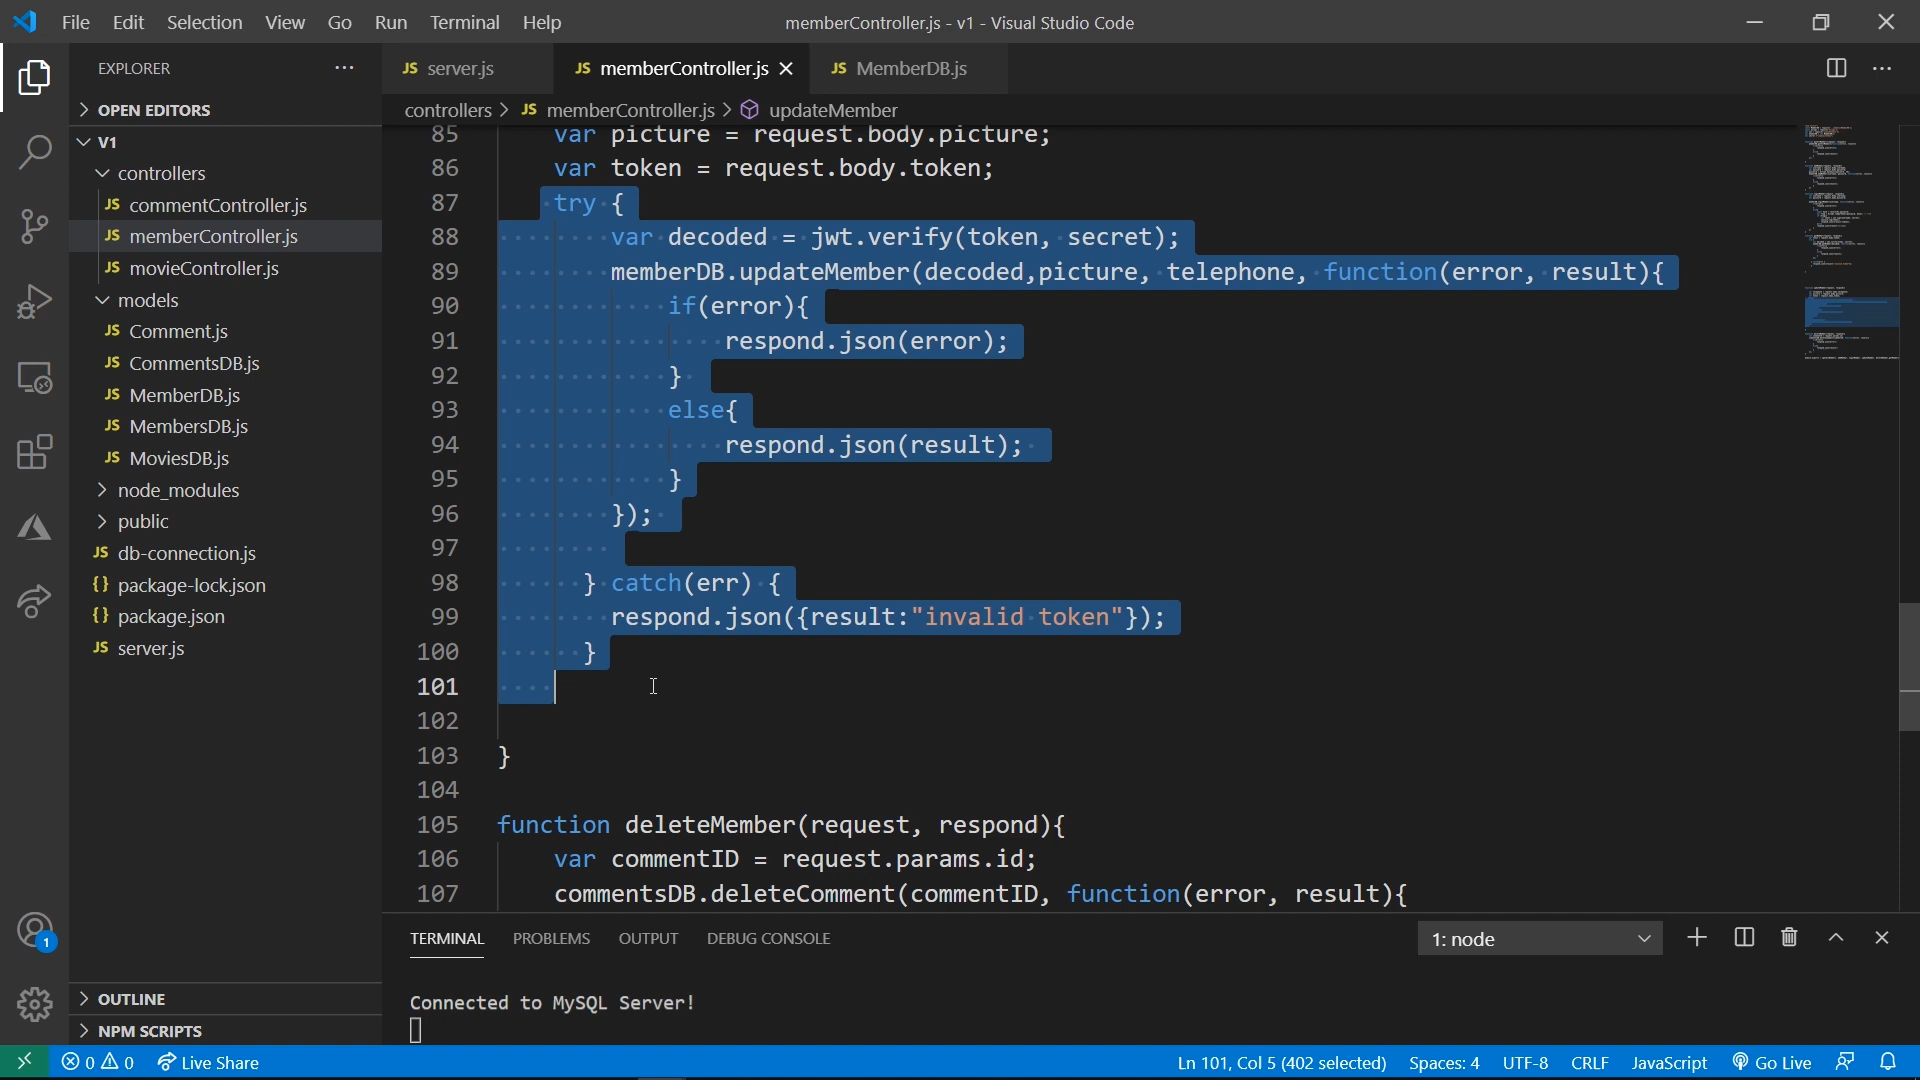 File Edit Selection View Go Run Terminal Help
memberController.js - v1 - Visual Studio Code
EXPLORER
OPEN EDITORS
V1
controllers
JS commentController.js
JS memberController.js
JS movieController.js
models
JS Comment.js
JS CommentsDB.js
JS MemberDB.js
JS MembersDB.js
JS MoviesDB.js
node_modules
public
JS db-connection.js
{} package-lock.json
{} package.json
JS server.js
OUTLINE
NPM SCRIPTS
JS server.js
JS memberController.js
JS MemberDB.js
controllers > JS memberController.js > updateMember
85 var picture = request.body.picture;
86 var token = request.body.token;
87 try {
88 var decoded = jwt.verify(token, secret);
89 memberDB.updateMember(decoded,picture, telephone, function(error, result){
90 if(error){
91 respond.json(error);
92 }
93 else{
94 respond.json(result);
95 }
96 });
97
98 } catch(err) {
99 respond.json({result:"invalid token"});
100 }
101
102
103 }
104
105 function deleteMember(request, respond){
106 var commentID = request.params.id;
107 commentsDB.deleteComment(commentID, function(error, result){
TERMINAL PROBLEMS OUTPUT DEBUG CONSOLE
1: node
Connected to MySQL Server!
1
0 0 Live Share
Ln 101, Col 5 (402 selected) Spaces: 4 UTF-8 CRLF JavaScript Go Live